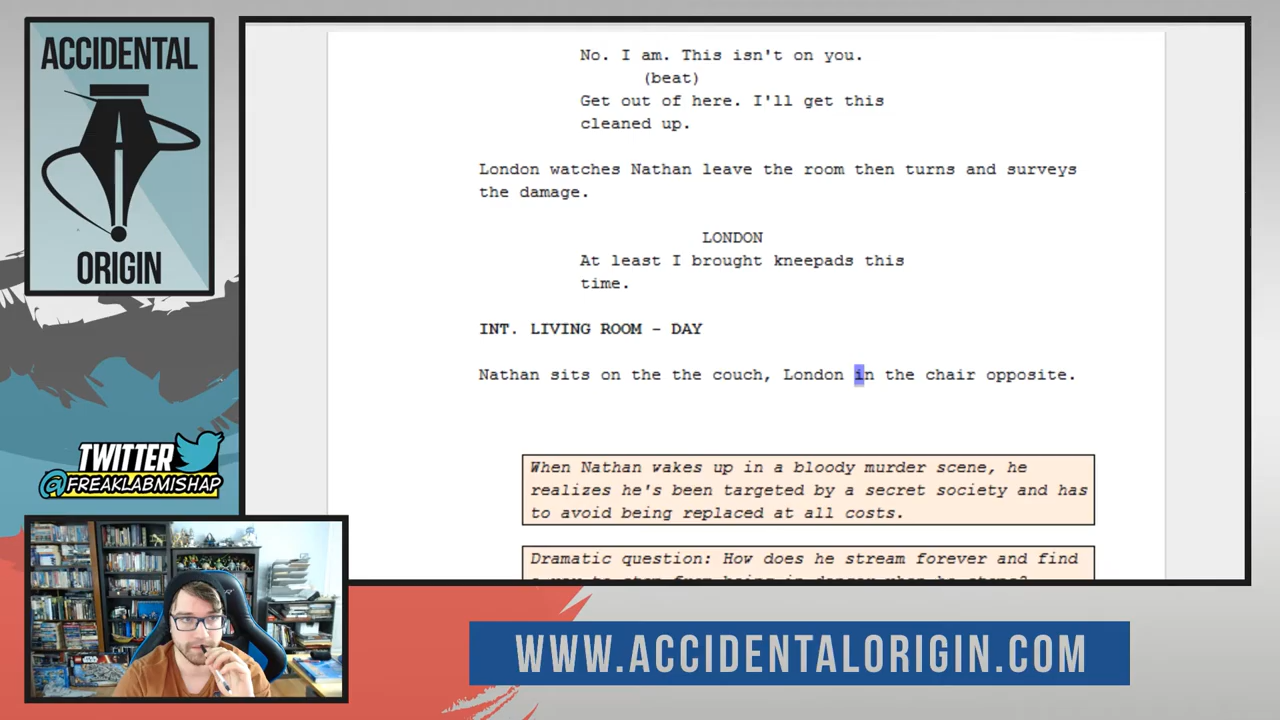 ACCIDENTAL
ORIGIN
No. I am. This isn't on you.
(beat)
Get out of here. I'll get this
cleaned up.
London watches Nathan leave the room then turns and surveys
the damage.
LONDON
At least I brought kneepads this
time.
INT. LIVING ROOM - DAY
Nathan sits on the the couch, London in the chair opposite.
When Nathan wakes up in a bloody murder scene, he
realizes he's been targeted by a secret society and has
to avoid being replaced at all costs.
Dramatic question: How does he stream forever and find
TWITTER
@FREAKLABMISHAP
WWW.ACCIDENTALORIGIN.COM